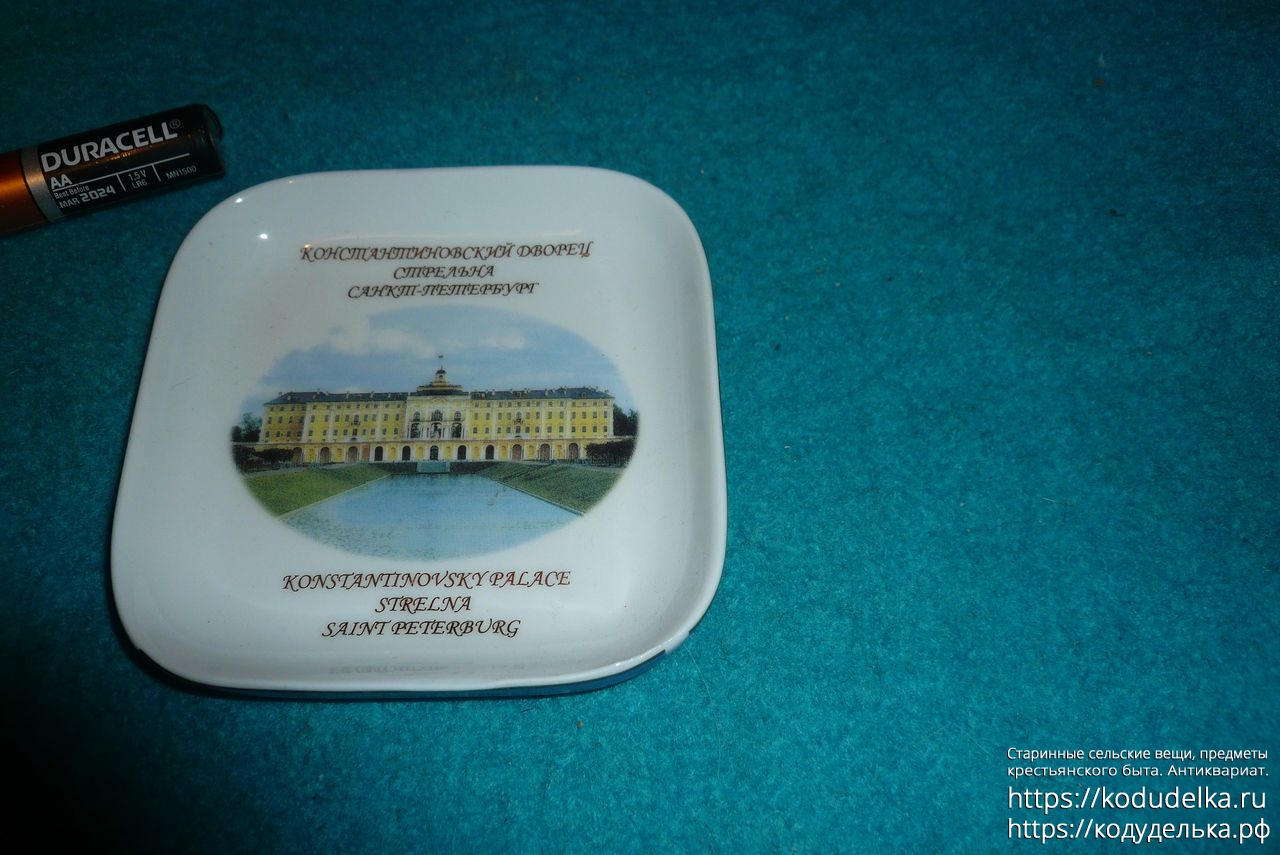 DURACELL®
AA
1,5 V
LR6
MN1500
Best Before
MAR 2024
КОНСТАНТИНОВСКИЙ ДВОРЕЦ
СТРЕЛЬНА
САНКТ-ПЕТЕРБУРГ
KONSTANTINOVSKY PALACE
STRELNA
SAINT PETERBURG
Старинные сельские вещи, предметы
крестьянского быта. Антиквариат.
https://kodudelka.ru
https://кодуделька.рф